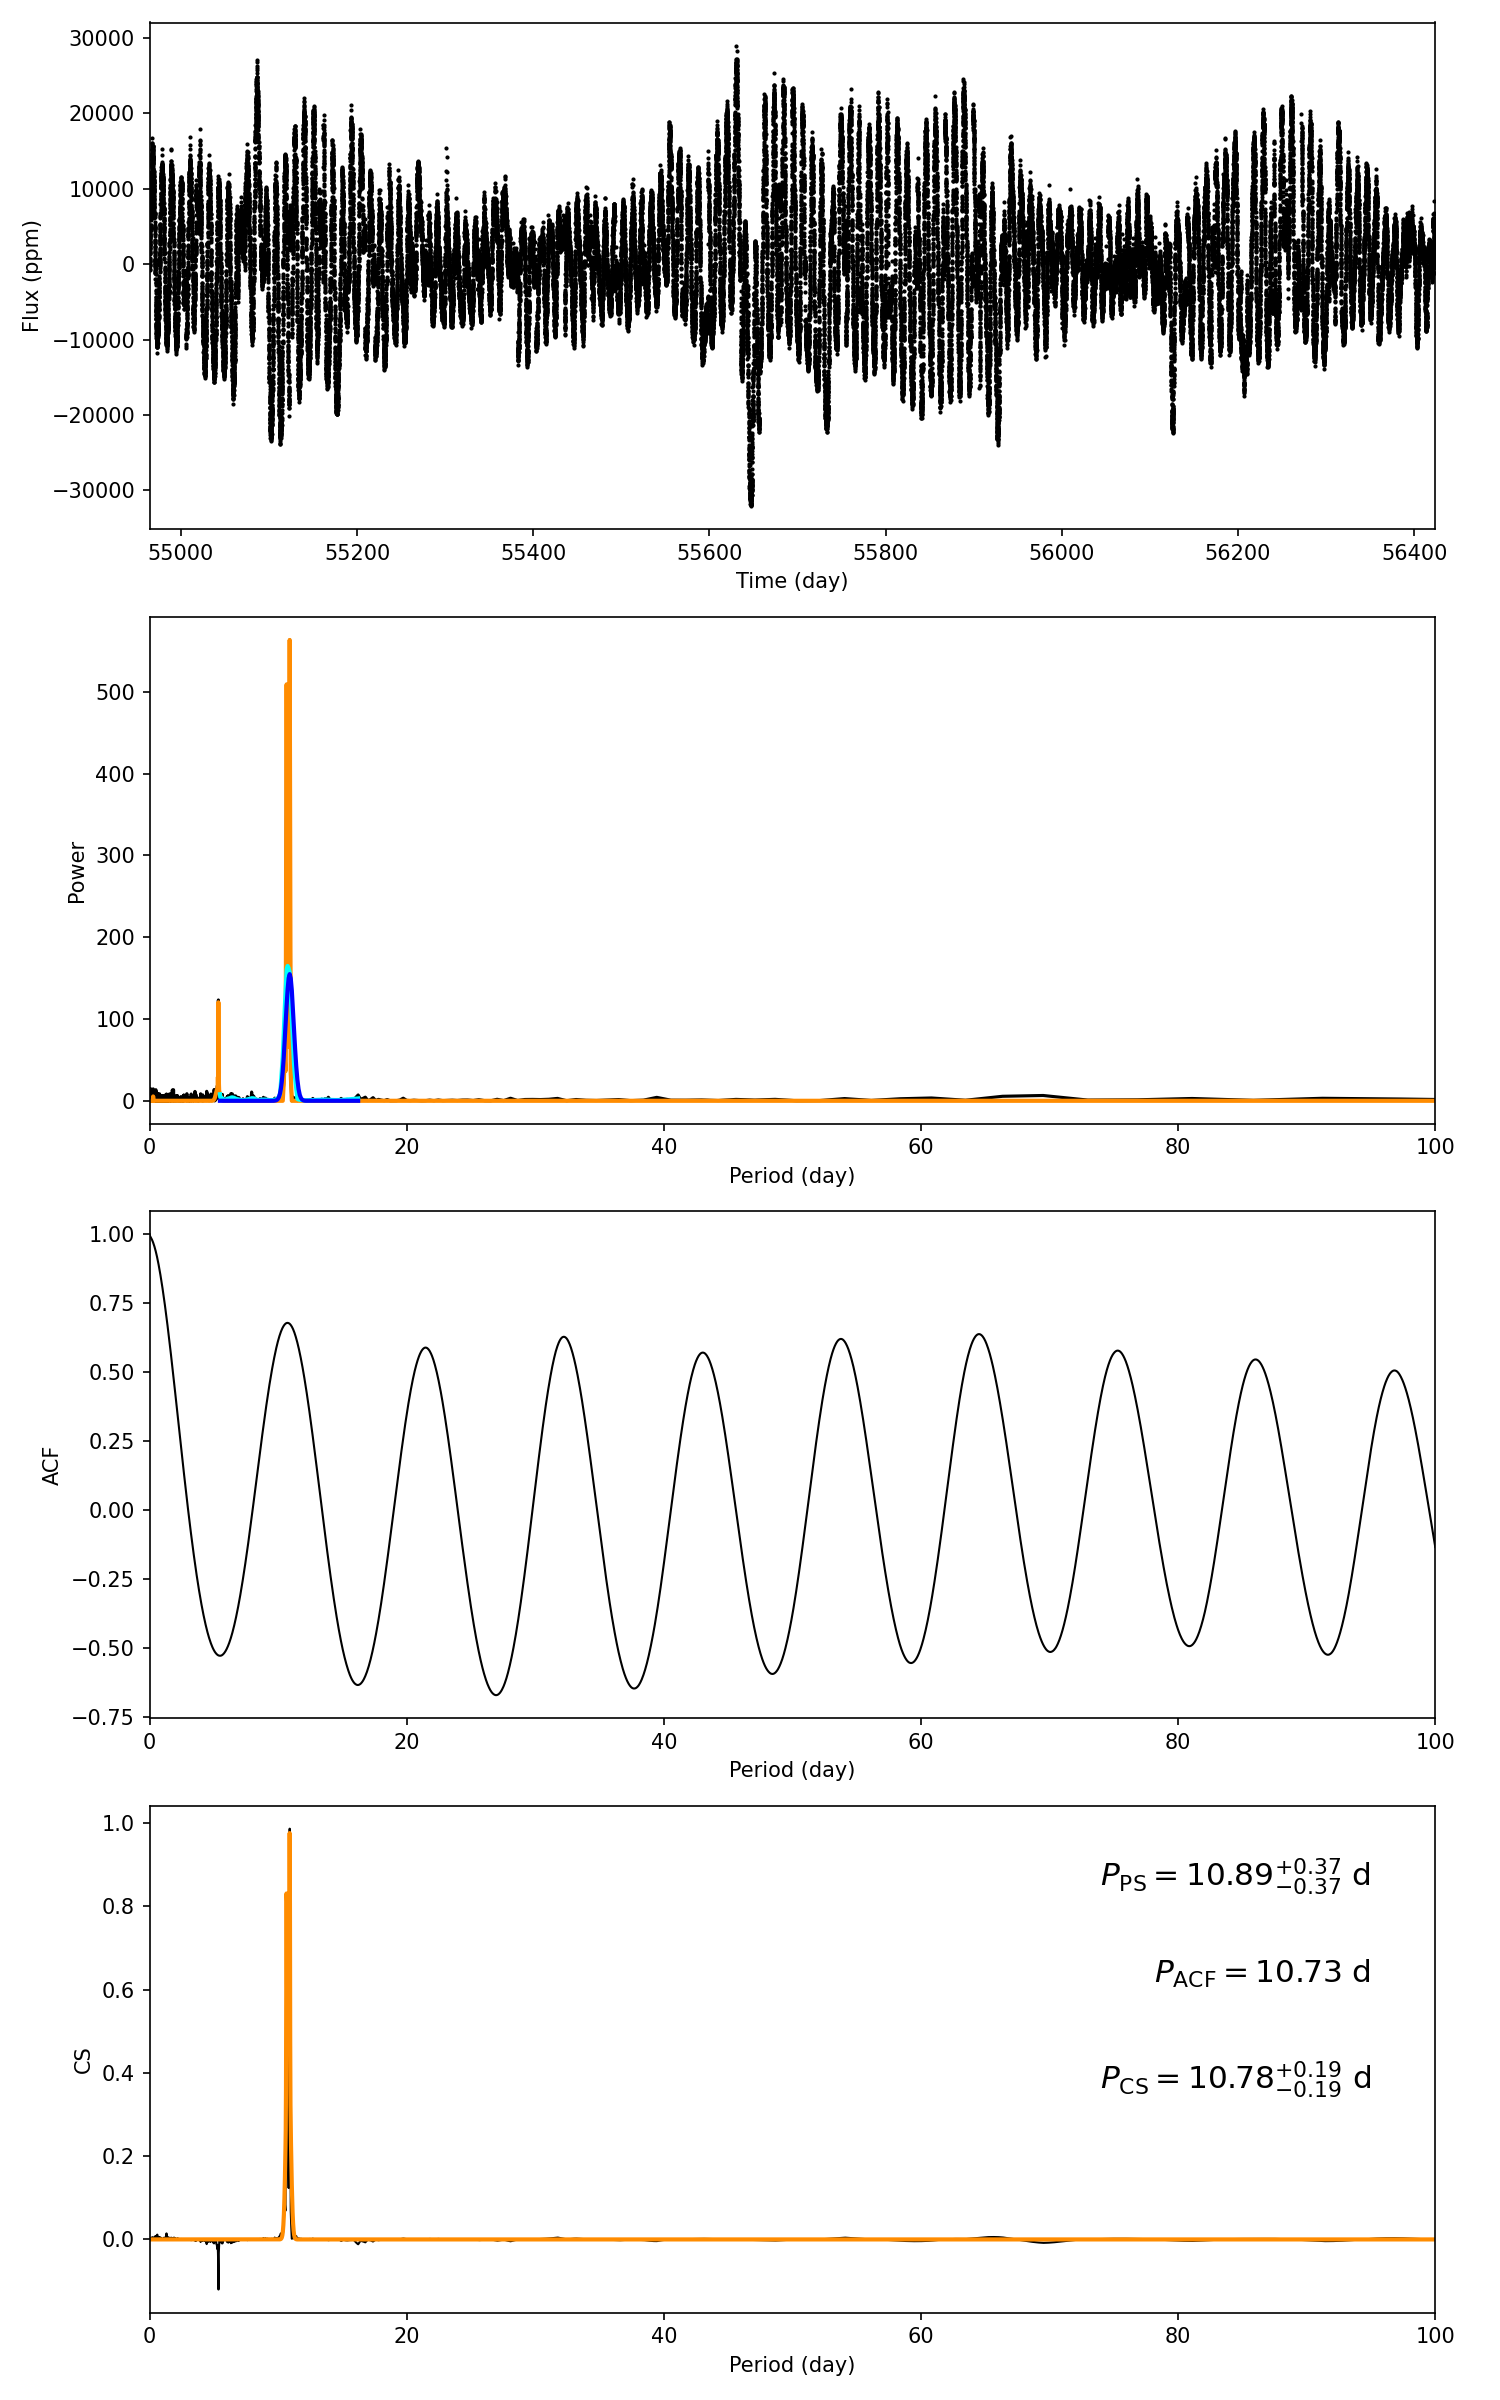 30000
20000
10000
0
−10000
−20000
−30000
Flux (ppm)
55000 55200 55400 55600 55800 56000 56200 56400
Time (day)
500
400
300
200
100
0
Power
0 20 40 60 80 100
Period (day)
1.00
0.75
0.50
0.25
0.00
−0.25
−0.50
−0.75
ACF
0 20 40 60 80 100
Period (day)
1.0
0.8
0.6
0.4
0.2
0.0
CS
P_PS = 10.89^{+0.37}_{−0.37} d
P_ACF = 10.73 d
P_CS = 10.78^{+0.19}_{−0.19} d
0 20 40 60 80 100
Period (day)